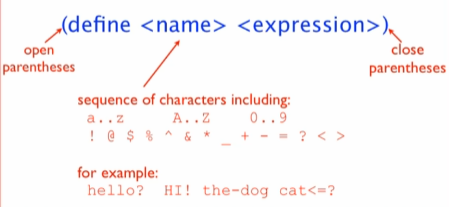 (define <name> <expression>)
open
parentheses
close
parentheses
sequence of characters including:
a..z A..Z 0..9
! @ $ % ^ & * _ + - = ? < >
for example:
hello? HI! the-dog cat<=?